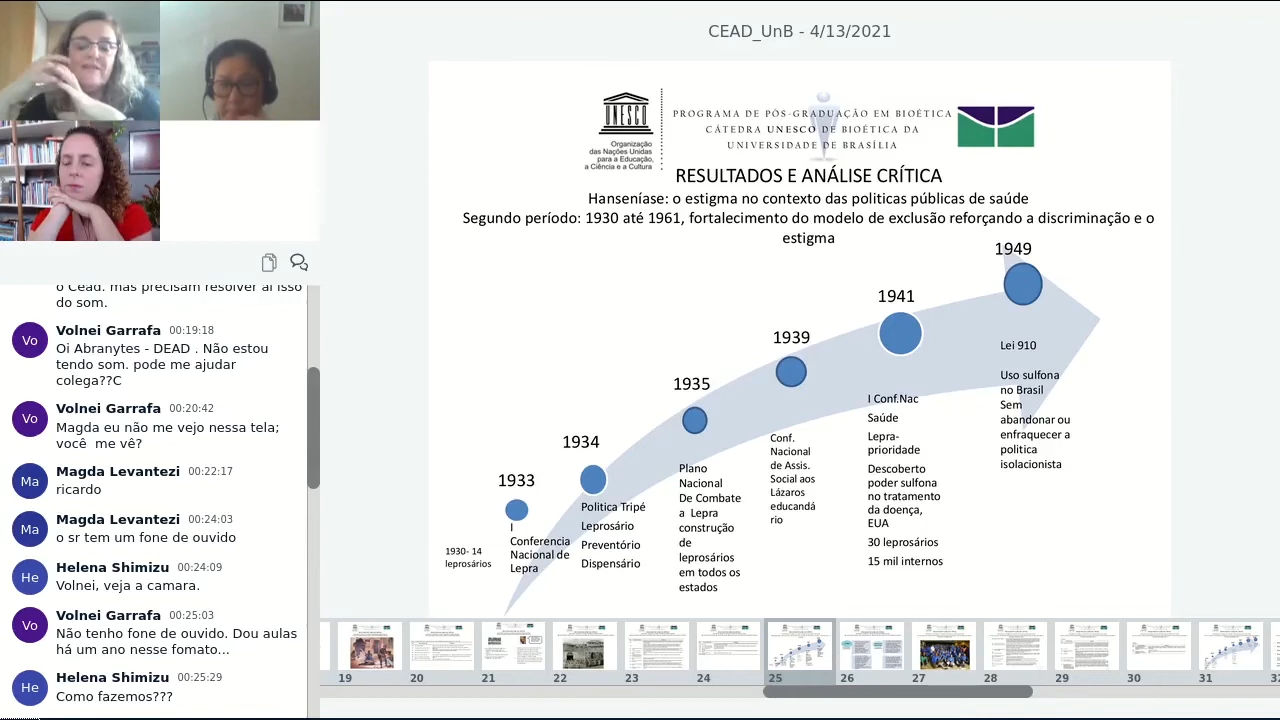 CEAD_UnB - 4/13/2021
UNESCO
Organização
das Nações Unidas
para a Educação,
a Ciência e a Cultura
PROGRAMA DE PÓS-GRADUAÇÃO EM BIOÉTICA
CÁTEDRA UNESCO DE BIOÉTICA DA
UNIVERSIDADE DE BRASÍLIA
RESULTADOS E ANÁLISE CRÍTICA
Hanseníase: o estigma no contexto das politicas públicas de saúde
Segundo período: 1930 até 1961, fortalecimento do modelo de exclusão reforçando a discriminação e o
estigma
1930- 14
leprosários
1933
I
Conferencia
Nacional de
Lepra
1934
Politica Tripé
Leprosário
Preventório
Dispensário
1935
Plano
Nacional
De Combate
a Lepra
construção
de
leprosários
em todos os
estados
1939
Conf.
Nacional
de Assis.
Social aos
Lázaros
educandá
rio
1941
I Conf.Nac
Saúde
Lepra-
prioridade
Descoberto
poder sulfona
no tratamento
da doença,
EUA
30 leprosários
15 mil internos
1949
Lei 910
Uso sulfona
no Brasil
Sem
abandonar ou
enfraquecer a
politica
isolacionista
o Cead. mas precisam resolver aí isso
do som.
Vo
Volnei Garrafa 00:19:18
Oi Abranytes - DEAD . Não estou
tendo som. pode me ajudar
colega??C
Vo
Volnei Garrafa 00:20:42
Magda eu não me vejo nessa tela;
você  me vê?
Ma
Magda Levantezi 00:22:17
ricardo
Ma
Magda Levantezi 00:24:03
o sr tem um fone de ouvido
He
Helena Shimizu 00:24:09
Volnei, veja a camara.
Vo
Volnei Garrafa 00:25:03
Não tenho fone de ouvido. Dou aulas
há um ano nesse fomato...
He
Helena Shimizu 00:25:29
Como fazemos???
19 20 21 22 23 24 25 26 27 28 29 30 31 32